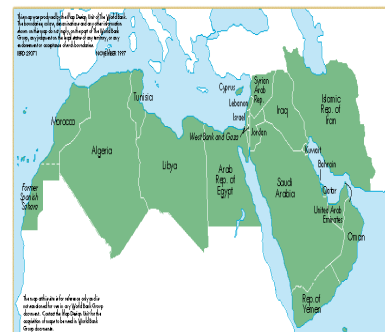 This map was produced by the Map Design Unit of The World Bank.
The boundaries, colors, denominations and any other information
shown on this map do not imply, on the part of The World Bank
Group, any judgment on the legal status of any territory, or any
endorsement or acceptance of such boundaries.
IBRD 29071 NOVEMBER 1997
Tunisia
Morocco
Algeria
Libya
Former
Spanish
Sahara
Cyprus
Lebanon
Israel
West Bank and Gaza
Syrian
Arab
Rep.
Jordan
Iraq
Islamic
Rep. of
Iran
Kuwait
Bahrain
Qatar
Arab
Rep. of
Egypt
Saudi
Arabia
United Arab
Emirates
Oman
Rep. of
Yemen
This map at this site is for reference only and is
not authorized for use in any World Bank Group
document. Contact the Map Design Unit for the
acquisition of maps to be used in World Bank
Group documents.